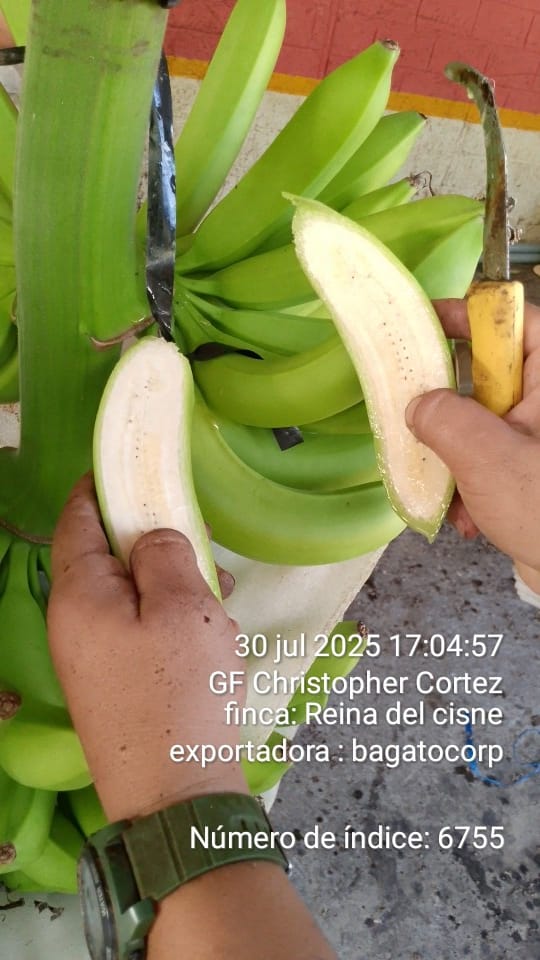 30 jul 2025 17:04:57
GF Christopher Cortez
finca: Reina del cisne
exportadora : bagatocorp
Número de índice: 6755